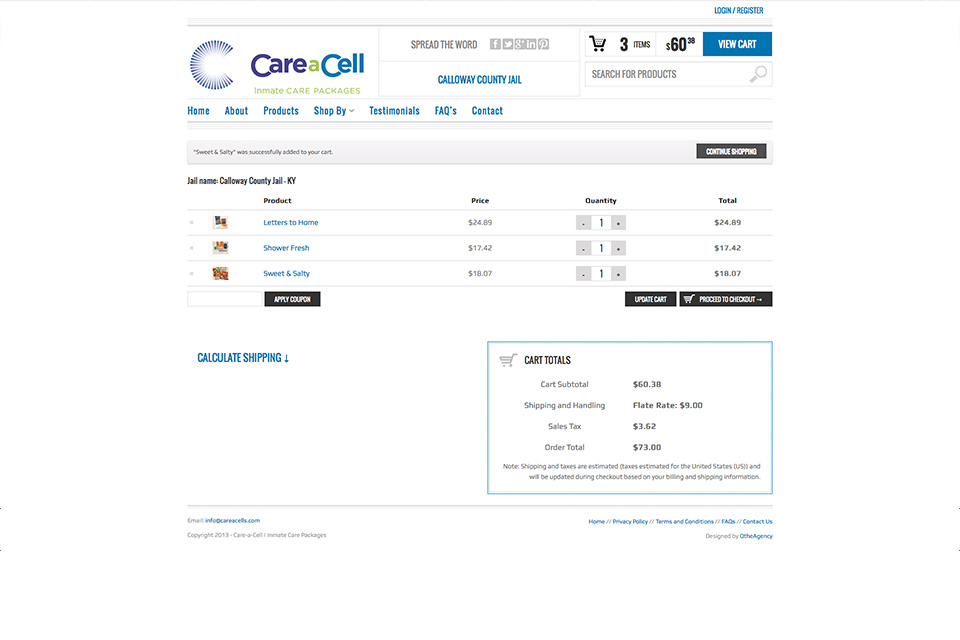 LOGIN / REGISTER
Care a Cell
Inmate CARE PACKAGES
SPREAD THE WORD
CALLOWAY COUNTY JAIL
3 ITEMS $60.38 VIEW CART
SEARCH FOR PRODUCTS
Home About Products Shop By Testimonials FAQ's Contact
"Sweet & Salty" was successfully added to your cart. CONTINUE SHOPPING
Jail name: Calloway County Jail - KY
Product Price Quantity Total
Letters to Home $24.89 - 1 + $24.89
Shower Fresh $17.42 - 1 + $17.42
Sweet & Salty $18.07 - 1 + $18.07
APPLY COUPON UPDATE CART PROCEED TO CHECKOUT →
CALCULATE SHIPPING ↓
CART TOTALS
Cart Subtotal $60.38
Shipping and Handling Flate Rate: $9.00
Sales Tax $3.62
Order Total $73.00
Note: Shipping and taxes are estimated (taxes estimated for the United States (US)) and
will be updated during checkout based on your billing and shipping information.
Email: info@careacells.com
Home // Privacy Policy // Terms and Conditions // FAQs // Contact Us
Copyright 2013 - Care-a-Cell | Inmate Care Packages
Designed by QtheAgency